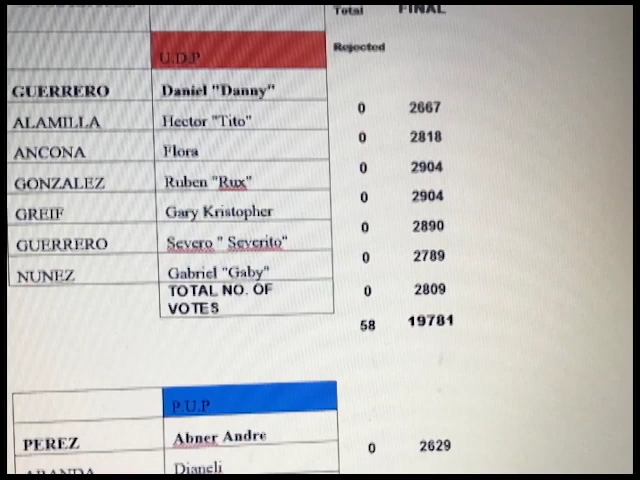 Total FINAL
U.D.P Rejected
GUERRERO Daniel "Danny" 0 2667
ALAMILLA Hector "Tito" 0 2818
ANCONA Flora 0 2904
GONZALEZ Ruben "Rux" 0 2904
GREIF Gary Kristopher 0 2890
GUERRERO Severo " Severito" 0 2789
NUNEZ Gabriel "Gaby" 0 2809
TOTAL NO. OF
VOTES 58 19781
P.U.P
PEREZ Abner Andre 0 2629
ARANDA Dianeli